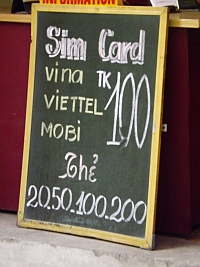 INFORMATION
Sim Card
Vina TK 100
VIETTEL
MOBI
Thẻ
20.50.100.200